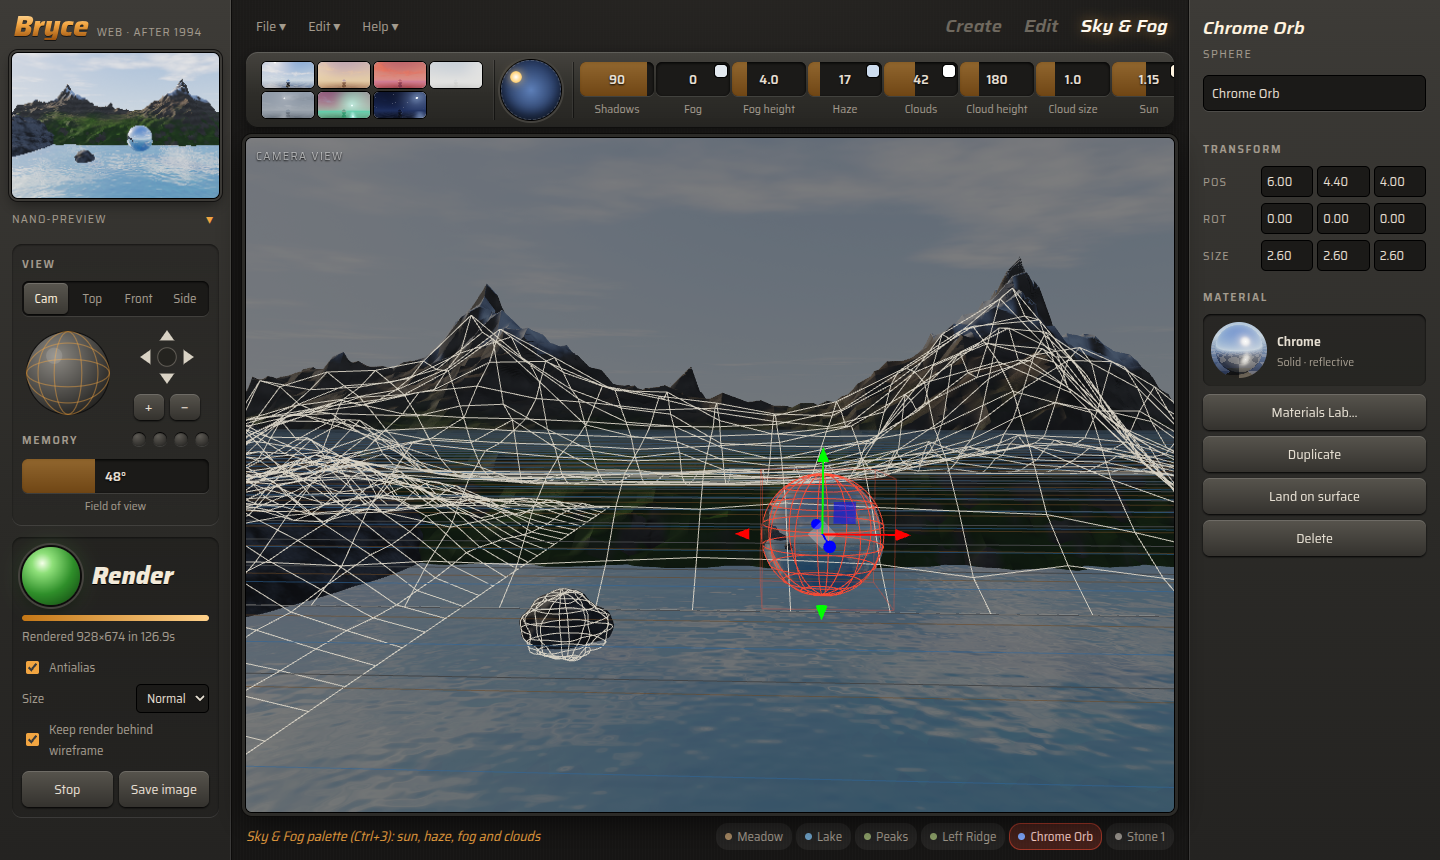 Bryce WEB · AFTER 1994
File ▾ Edit ▾ Help ▾
Create Edit Sky & Fog
90 0 4.0 17 42 180 1.0 1.15
Shadows Fog Fog height Haze Clouds Cloud height Cloud size Sun
CAMERA VIEW
NANO-PREVIEW
VIEW
Cam Top Front Side
+ −
MEMORY
48°
Field of view
Render
Rendered 928×674 in 126.9s
Antialias
Size Normal
Keep render behind
wireframe
Stop Save image
Sky & Fog palette (Ctrl+3): sun, haze, fog and clouds
Meadow Lake Peaks Left Ridge Chrome Orb Stone 1
Chrome Orb
SPHERE
Chrome Orb
TRANSFORM
POS 6.00 4.40 4.00
ROT 0.00 0.00 0.00
SIZE 2.60 2.60 2.60
MATERIAL
Chrome
Solid · reflective
Materials Lab...
Duplicate
Land on surface
Delete